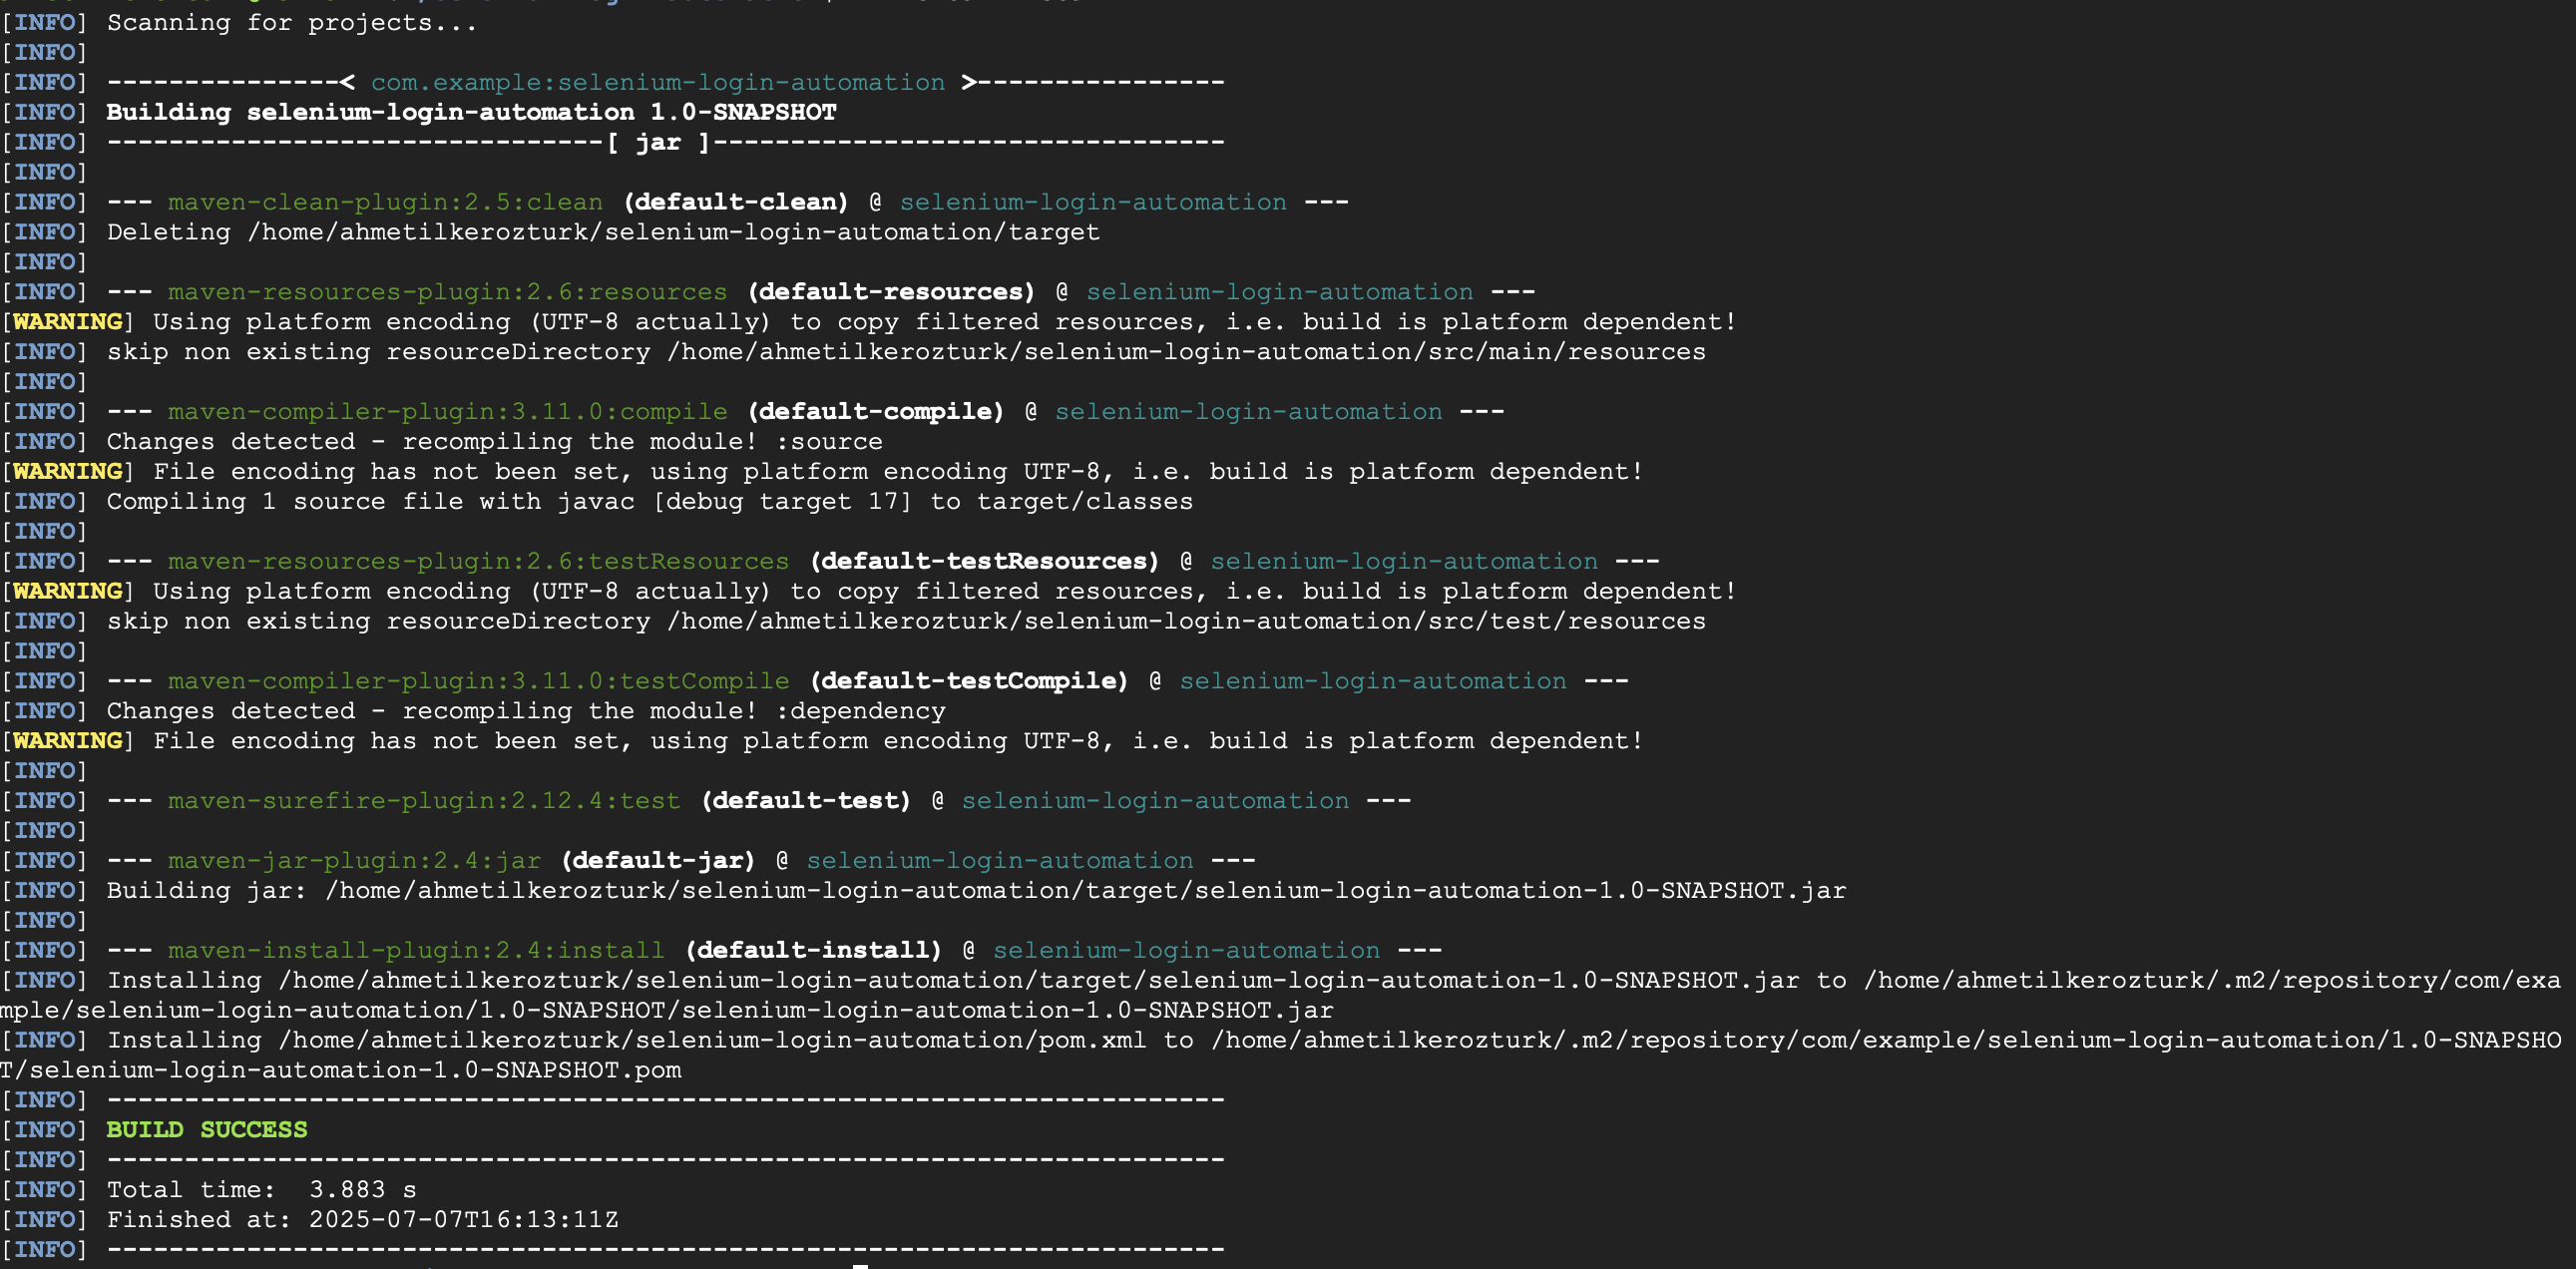 [INFO] Scanning for projects...
[INFO]
[INFO] ---------------< com.example:selenium-login-automation >----------------
[INFO] Building selenium-login-automation 1.0-SNAPSHOT
[INFO] --------------------------------[ jar ]---------------------------------
[INFO]
[INFO] --- maven-clean-plugin:2.5:clean (default-clean) @ selenium-login-automation ---
[INFO] Deleting /home/ahmetilkerozturk/selenium-login-automation/target
[INFO]
[INFO] --- maven-resources-plugin:2.6:resources (default-resources) @ selenium-login-automation ---
[WARNING] Using platform encoding (UTF-8 actually) to copy filtered resources, i.e. build is platform dependent!
[INFO] skip non existing resourceDirectory /home/ahmetilkerozturk/selenium-login-automation/src/main/resources
[INFO]
[INFO] --- maven-compiler-plugin:3.11.0:compile (default-compile) @ selenium-login-automation ---
[INFO] Changes detected - recompiling the module! :source
[WARNING] File encoding has not been set, using platform encoding UTF-8, i.e. build is platform dependent!
[INFO] Compiling 1 source file with javac [debug target 17] to target/classes
[INFO]
[INFO] --- maven-resources-plugin:2.6:testResources (default-testResources) @ selenium-login-automation ---
[WARNING] Using platform encoding (UTF-8 actually) to copy filtered resources, i.e. build is platform dependent!
[INFO] skip non existing resourceDirectory /home/ahmetilkerozturk/selenium-login-automation/src/test/resources
[INFO]
[INFO] --- maven-compiler-plugin:3.11.0:testCompile (default-testCompile) @ selenium-login-automation ---
[INFO] Changes detected - recompiling the module! :dependency
[WARNING] File encoding has not been set, using platform encoding UTF-8, i.e. build is platform dependent!
[INFO]
[INFO] --- maven-surefire-plugin:2.12.4:test (default-test) @ selenium-login-automation ---
[INFO]
[INFO] --- maven-jar-plugin:2.4:jar (default-jar) @ selenium-login-automation ---
[INFO] Building jar: /home/ahmetilkerozturk/selenium-login-automation/target/selenium-login-automation-1.0-SNAPSHOT.jar
[INFO]
[INFO] --- maven-install-plugin:2.4:install (default-install) @ selenium-login-automation ---
[INFO] Installing /home/ahmetilkerozturk/selenium-login-automation/target/selenium-login-automation-1.0-SNAPSHOT.jar to /home/ahmetilkerozturk/.m2/repository/com/exa
mple/selenium-login-automation/1.0-SNAPSHOT/selenium-login-automation-1.0-SNAPSHOT.jar
[INFO] Installing /home/ahmetilkerozturk/selenium-login-automation/pom.xml to /home/ahmetilkerozturk/.m2/repository/com/example/selenium-login-automation/1.0-SNAPSHO
T/selenium-login-automation-1.0-SNAPSHOT.pom
[INFO] ------------------------------------------------------------------------
[INFO] BUILD SUCCESS
[INFO] ------------------------------------------------------------------------
[INFO] Total time:  3.883 s
[INFO] Finished at: 2025-07-07T16:13:11Z
[INFO] ------------------------------------------------------------------------